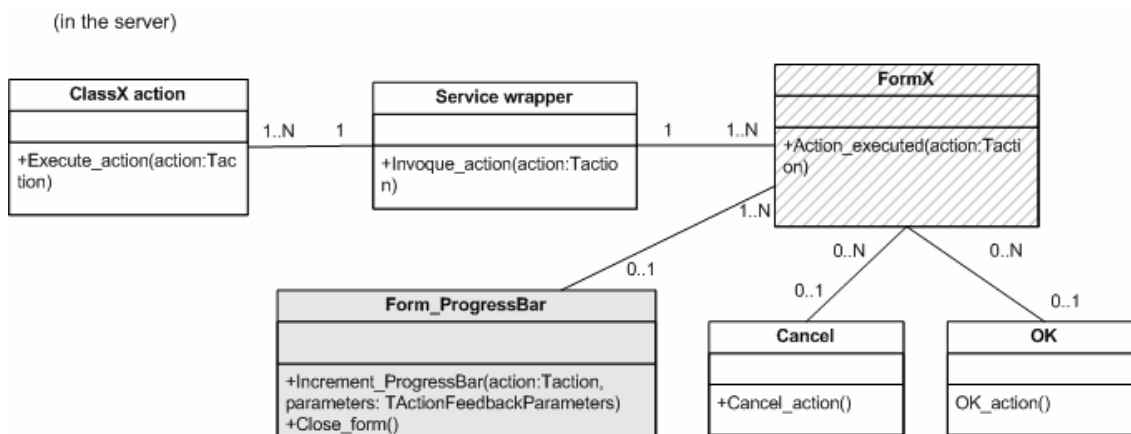 (in the server)
ClassX action
+Execute_action(action:Tac
tion)
1..N
1
Service wrapper
+Invoque_action(action:Tactio
n)
1
1..N
FormX
+Action_executed(action:Tacti
on)
1..N
0..1
0..N
0..N
0..1
0..1
Form_ProgressBar
+Increment_ProgressBar(action:Taction,
parameters: TActionFeedbackParameters)
+Close_form()
Cancel
+Cancel_action()
OK
OK_action()